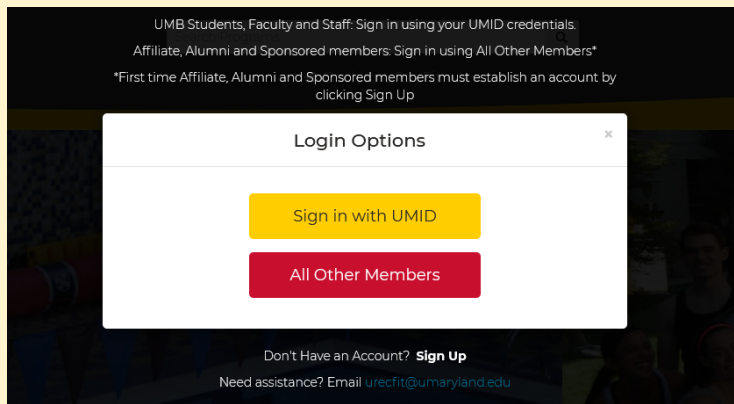 UMB Students, Faculty and Staff: Sign in using your UMID credentials.
Affiliate, Alumni and Sponsored members: Sign in using All Other Members*
*First time Affiliate, Alumni and Sponsored members must establish an account by
clicking Sign Up
Login Options
×
Sign in with UMID
All Other Members
Don't Have an Account? Sign Up
Need assistance? Email urecfit@umaryland.edu